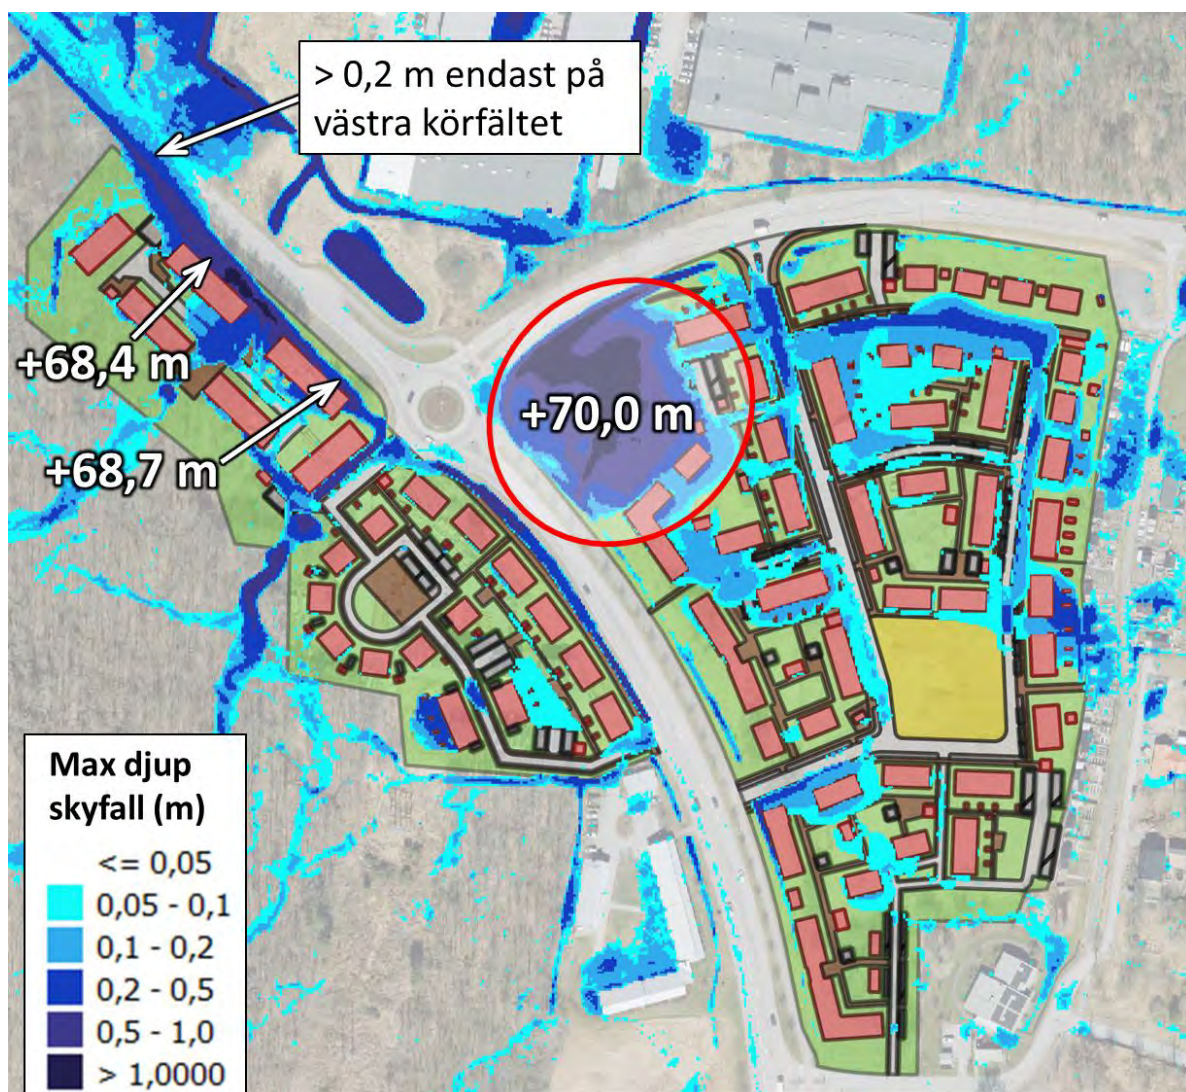 > 0,2 m endast på
västra körfältet
+68,4 m
+70,0 m
+68,7 m
Max djup
skyfall (m)
<= 0,05
0,05 - 0,1
0,1 - 0,2
0,2 - 0,5
0,5 - 1,0
> 1,0000